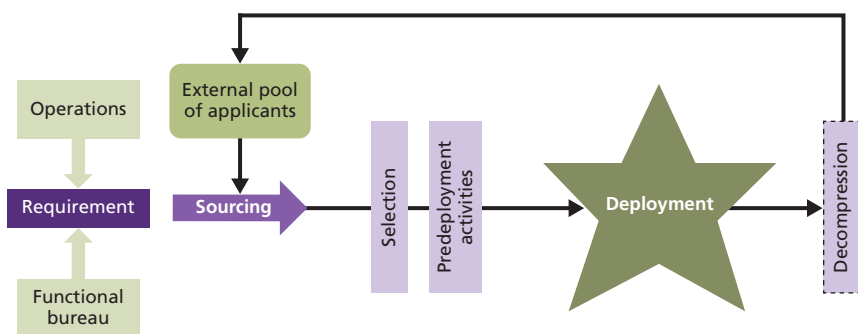 External pool
of applicants
Operations
Requirement
Functional
bureau
Sourcing
Selection
Predeployment
activities
Deployment
Decompression